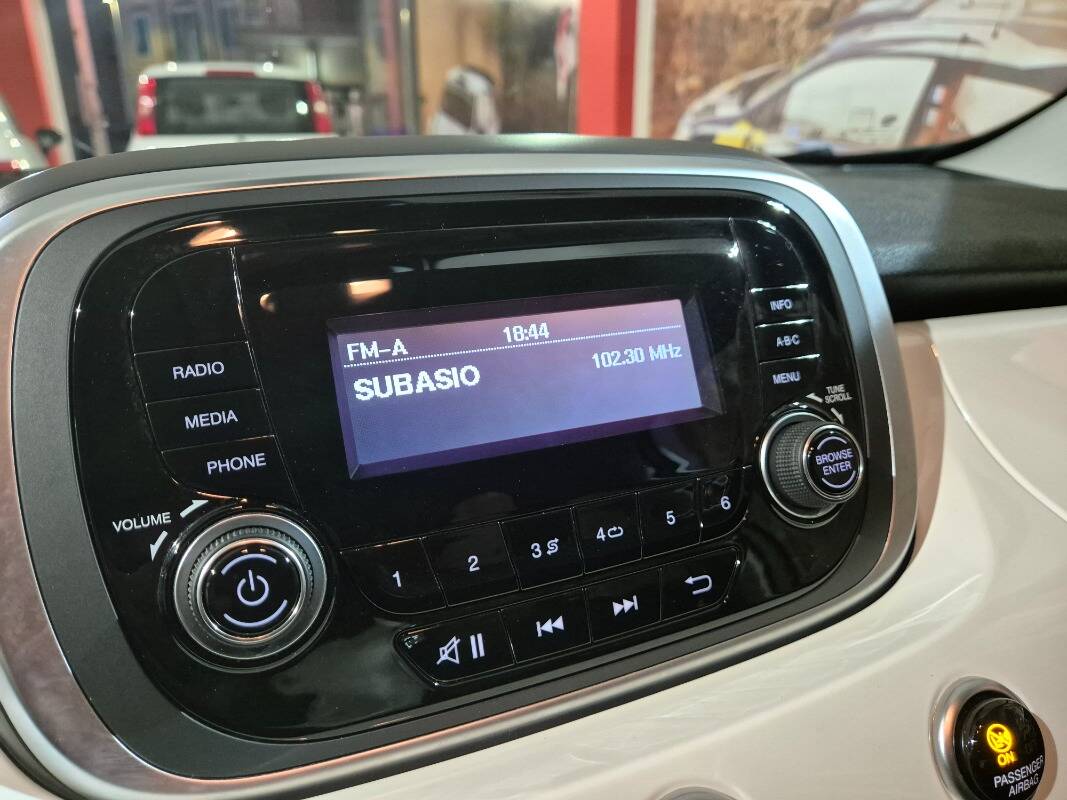 18:44
FM-A
102.30 MHz
SUBASIO
RADIO
MEDIA
PHONE
VOLUME
INFO
A-B-C
MENU
TUNE
SCROLL
BROWSE
ENTER
1
2
3
4
5
6
ON
PASSENGER
AIRBAG